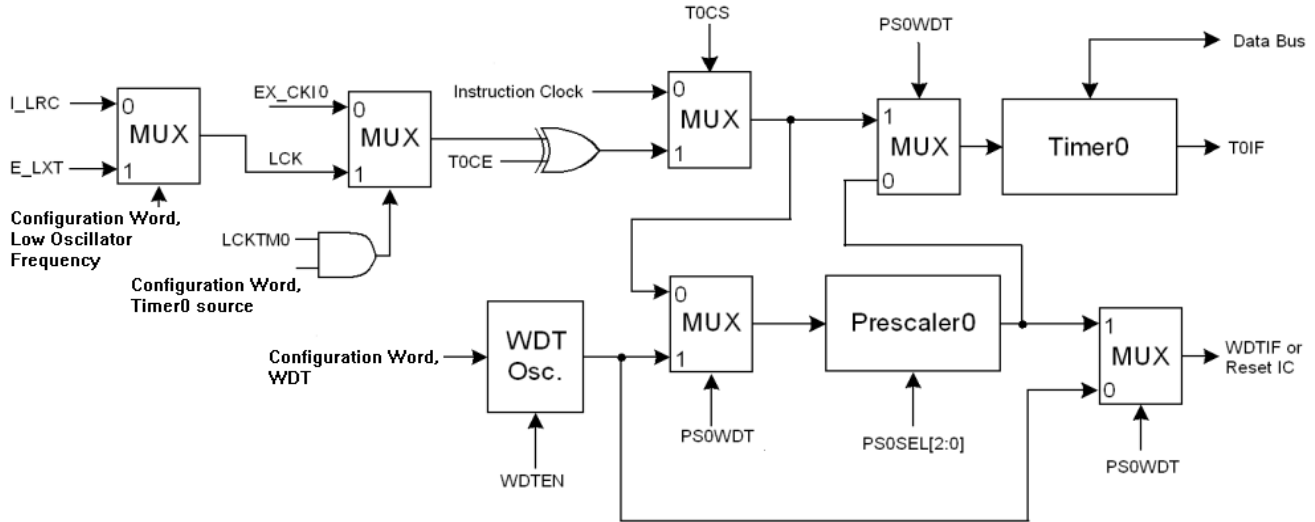 T0CS
PS0WDT
Data Bus
I_LRC
0
MUX
1
E_LXT
Configuration Word,
Low Oscillator
Frequency
LCK
EX_CKI0
0
MUX
1
T0CE
LCKTM0
Configuration Word,
Timer0 source
Instruction Clock
0
MUX
1
1
MUX
0
Timer0
T0IF
Configuration Word,
WDT
WDT
Osc.
WDTEN
0
MUX
1
PS0WDT
Prescaler0
PS0SEL[2:0]
1
MUX
0
PS0WDT
WDTIF or
Reset IC